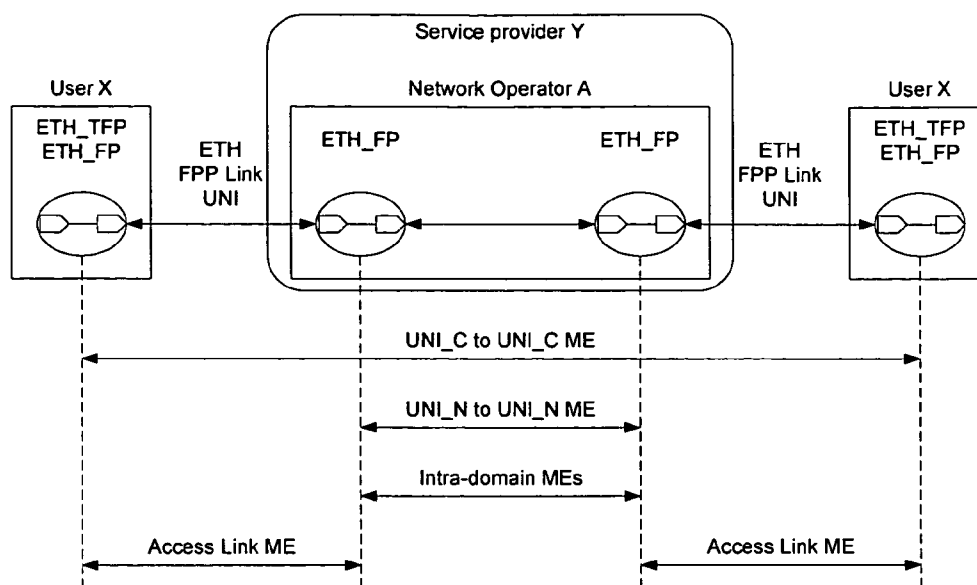 Service provider Y
User X
Network Operator A
User X
ETH_TFP
ETH_FP
ETH
FPP Link
UNI
ETH_FP
ETH_FP
ETH
FPP Link
UNI
ETH_TFP
ETH_FP
UNI_C to UNI_C ME
UNI_N to UNI_N ME
Intra-domain MEs
Access Link ME
Access Link ME